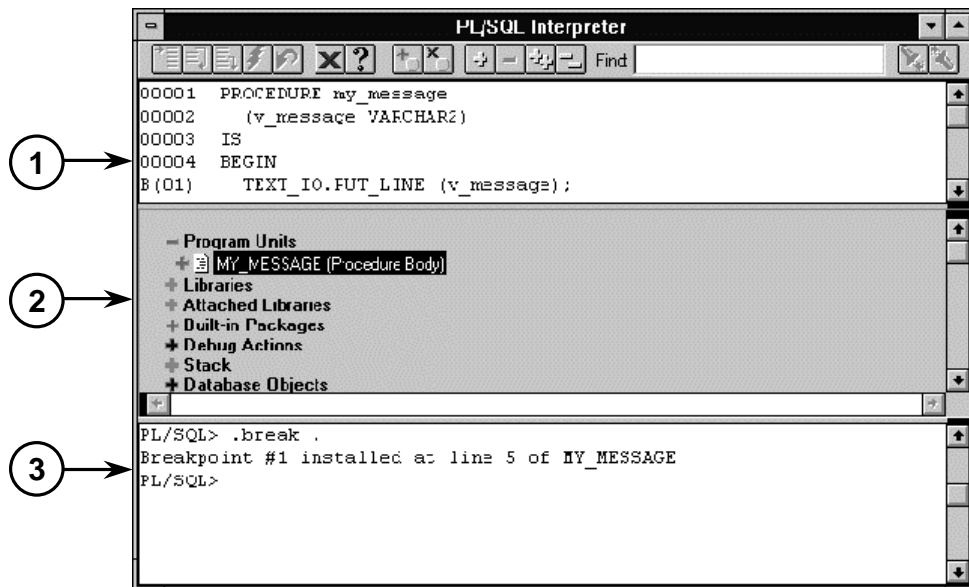 PL/SQL Interpreter
Find
00001 PROCEDURE my_message
00002 (v_message VARCHAR2)
00003 IS
1
00004 BEGIN
B(01) TEXT_IO.PUT_LINE (v_message);
Program Units
MY_MESSAGE (Procedure Body)
2
Libraries
Attached Libraries
Built-in Packages
Debug Actions
Stack
Database Objects
PL/SQL> .break .
Breakpoint #1 installed at line 5 of MY_MESSAGE
3
PL/SQL>